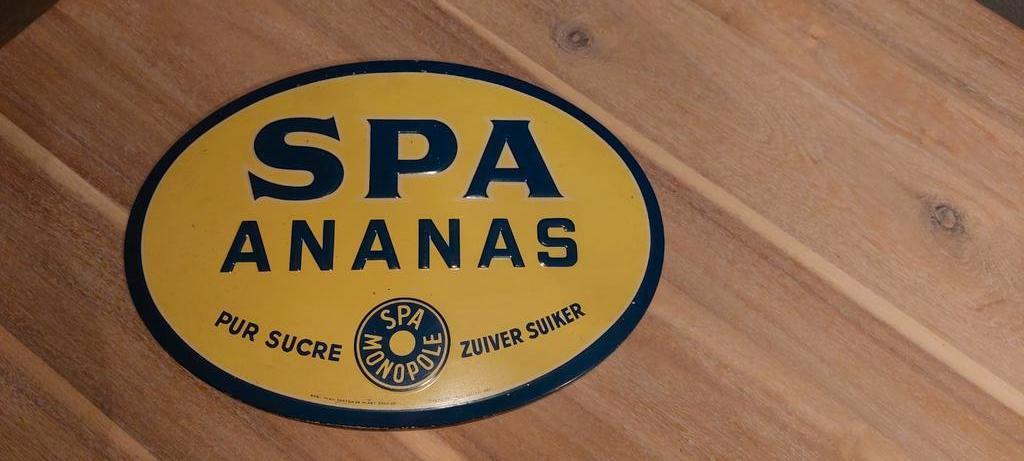 SPA
ANANAS
PUR SUCRE
SPA
MONOPOLE
ZUIVER SUIKER